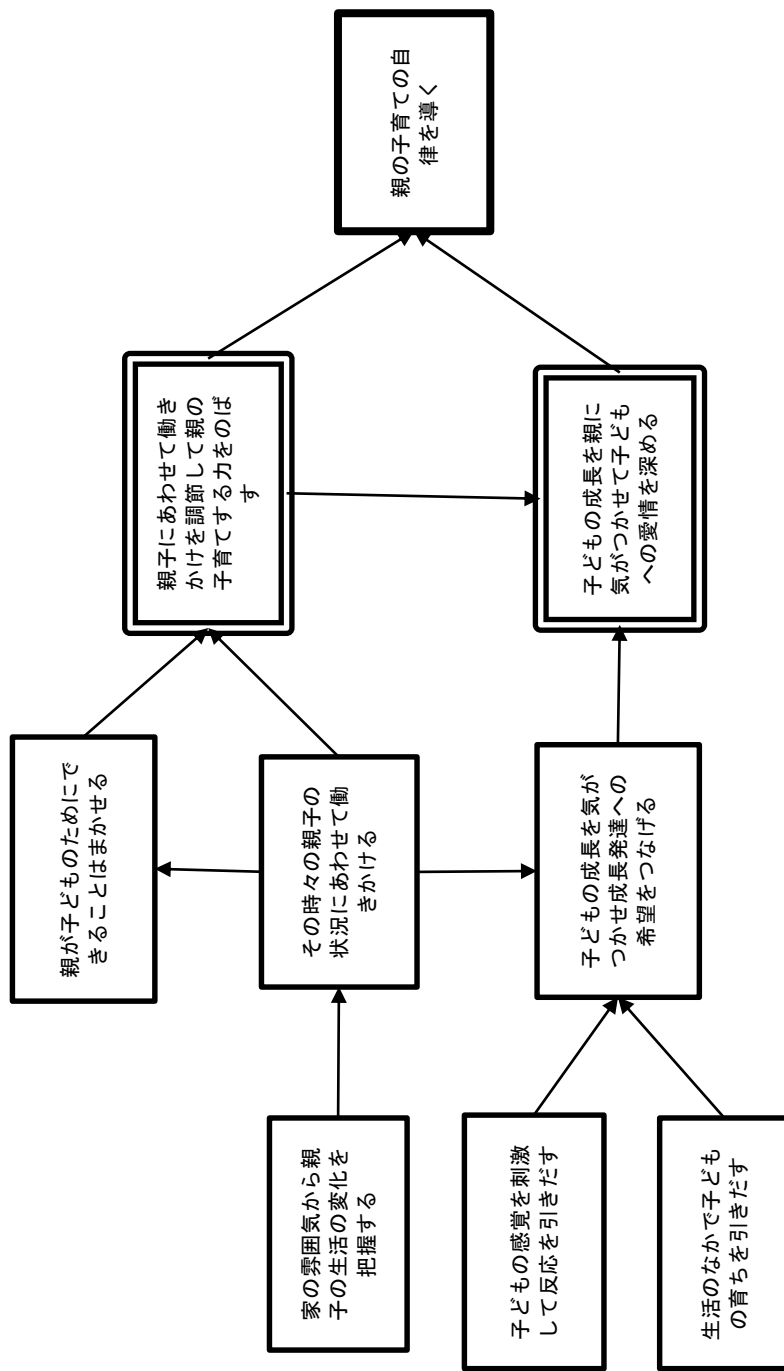 親の子育ての自
律を導く
親子にあわせて働き
かけを調節して親の
子育てする力をのば
す
子どもの成長を親に
気がつかせて子ども
への愛情を深める
親が子どものためにで
きることはまかせる
その時々の親子の
状況にあわせて働
きかける
子どもの成長を気が
つかせ成長発達への
希望をつなげる
家の雰囲気から親
子の生活の変化を
把握する
子どもの感覚を刺激
して反応を引きだす
生活のなかで子ども
の育ちを引きだす